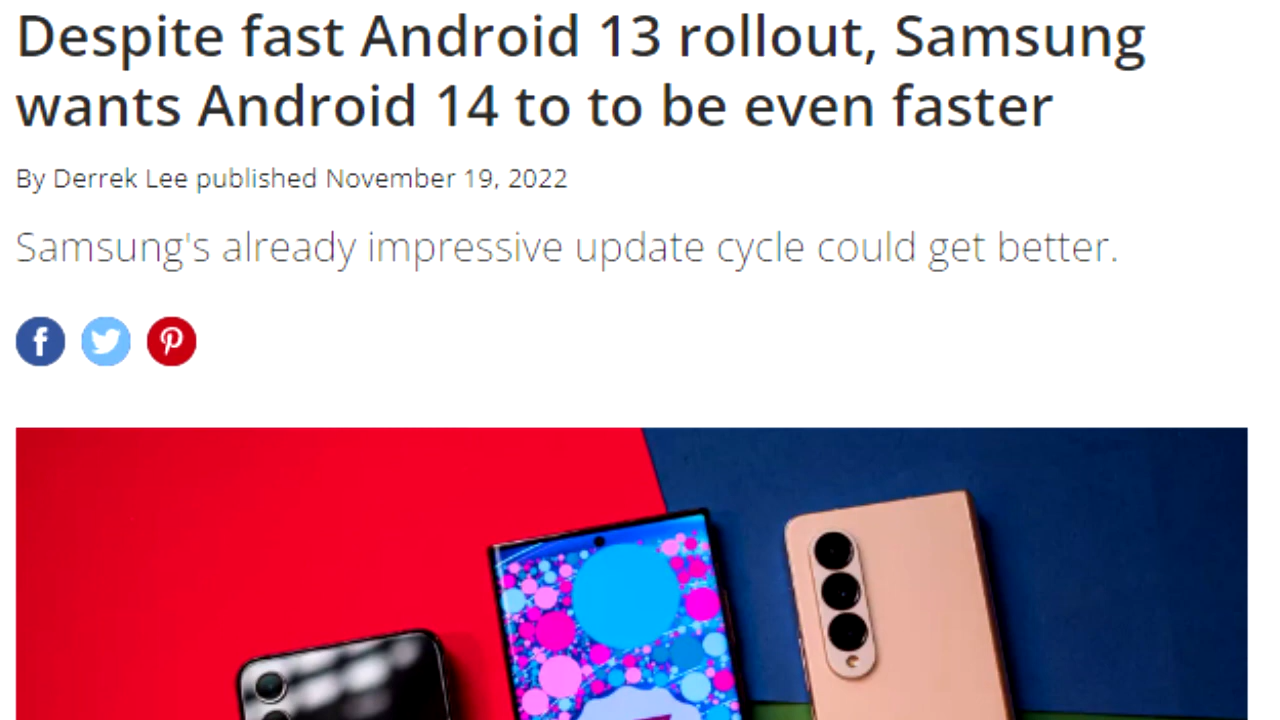 Despite fast Android 13 rollout, Samsung
wants Android 14 to to be even faster
By Derrek Lee published November 19, 2022
Samsung's already impressive update cycle could get better.